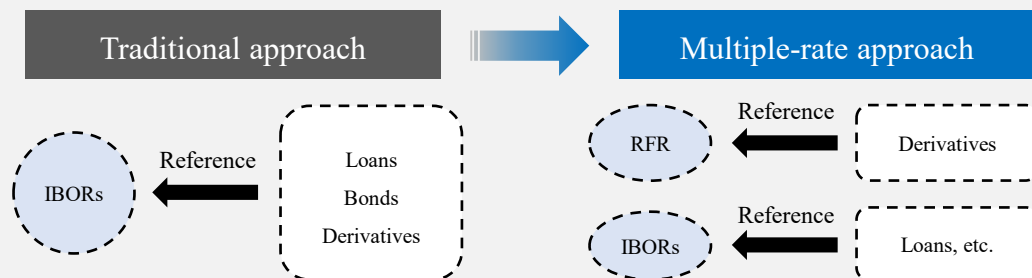 Traditional approach
Multiple-rate approach
IBORs
Reference
Loans
Bonds
Derivatives
RFR
Reference
Derivatives
IBORs
Reference
Loans, etc.